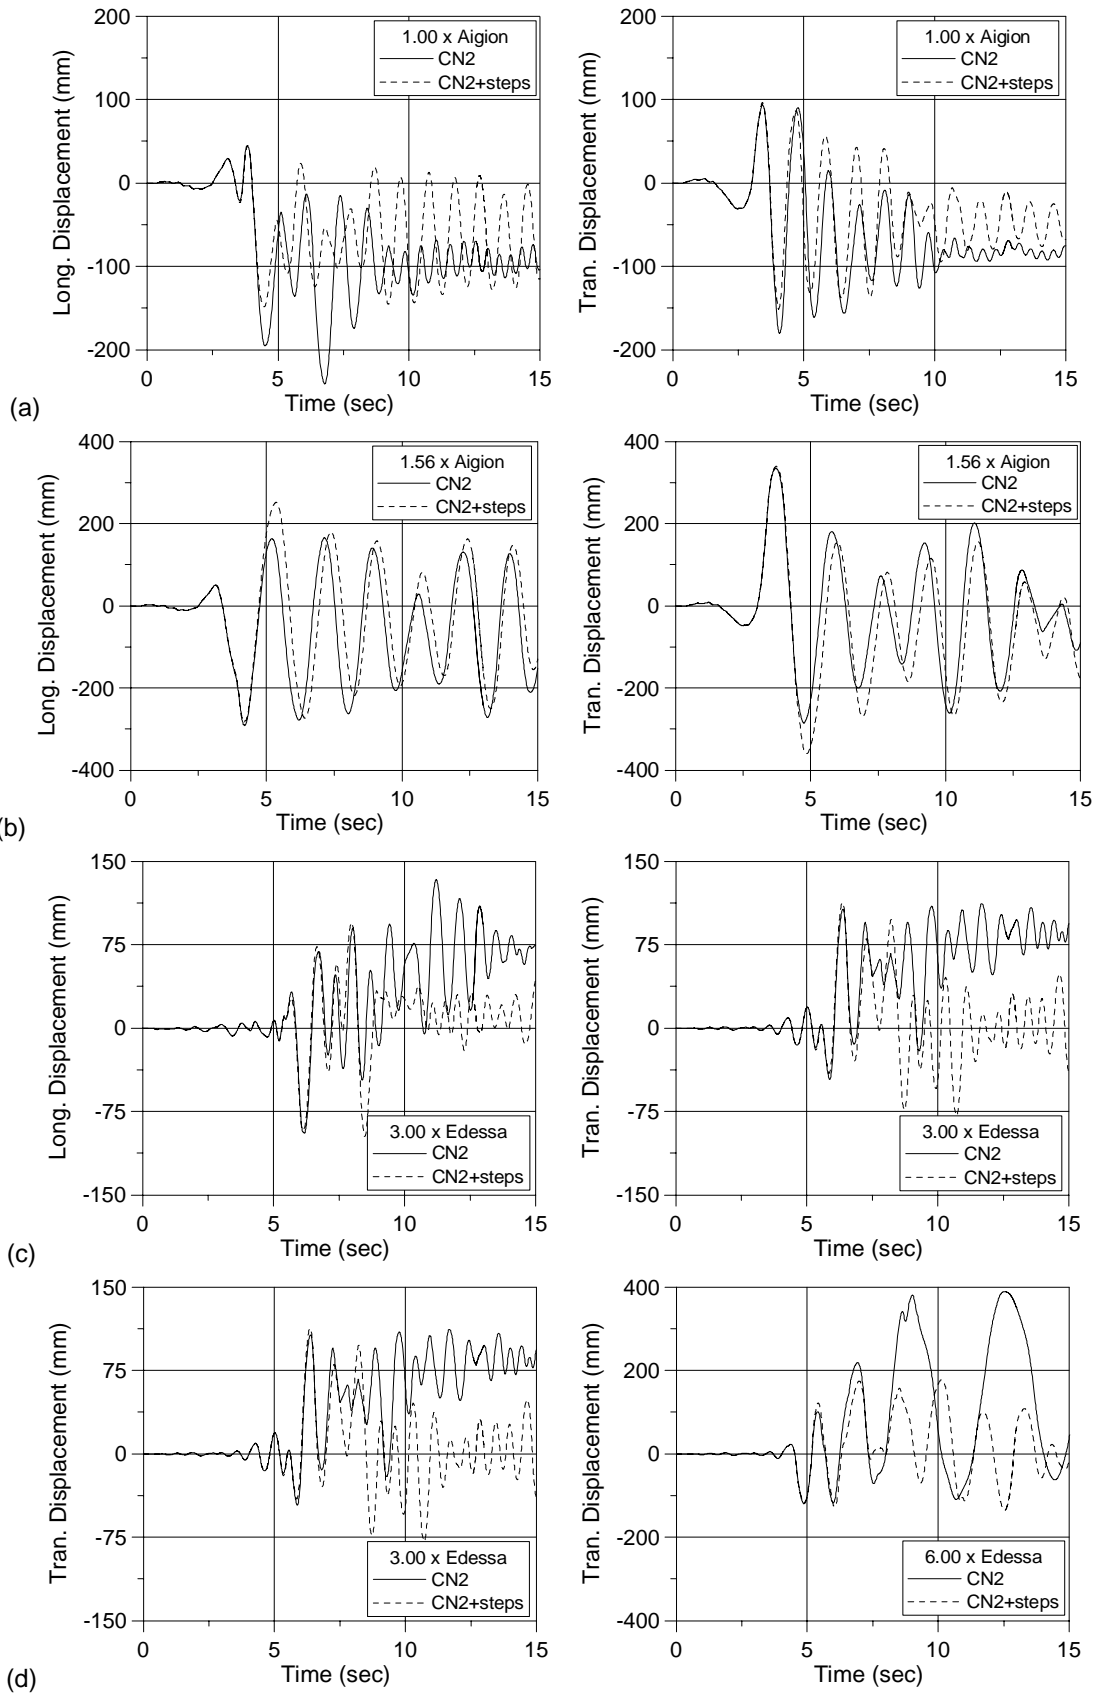 200
100
0
-100
-200
Long. Displacement (mm)
1.00 x Aigion
CN2
CN2+steps
0 5 10 15
Time (sec)
200
100
0
-100
-200
Tran. Displacement (mm)
1.00 x Aigion
CN2
CN2+steps
0 5 10 15
Time (sec)
(a)
400
200
0
-200
-400
Long. Displacement (mm)
1.56 x Aigion
CN2
CN2+steps
0 5 10 15
Time (sec)
400
200
0
-200
-400
Tran. Displacement (mm)
1.56 x Aigion
CN2
CN2+steps
0 5 10 15
Time (sec)
(b)
150
75
0
-75
-150
Long. Displacement (mm)
3.00 x Edessa
CN2
CN2+steps
0 5 10 15
Time (sec)
150
75
0
-75
-150
Tran. Displacement (mm)
3.00 x Edessa
CN2
CN2+steps
0 5 10 15
Time (sec)
(c)
150
75
0
-75
-150
Tran. Displacement (mm)
3.00 x Edessa
CN2
CN2+steps
0 5 10 15
Time (sec)
400
200
0
-200
-400
Tran. Displacement (mm)
6.00 x Edessa
CN2
CN2+steps
0 5 10 15
Time (sec)
(d)